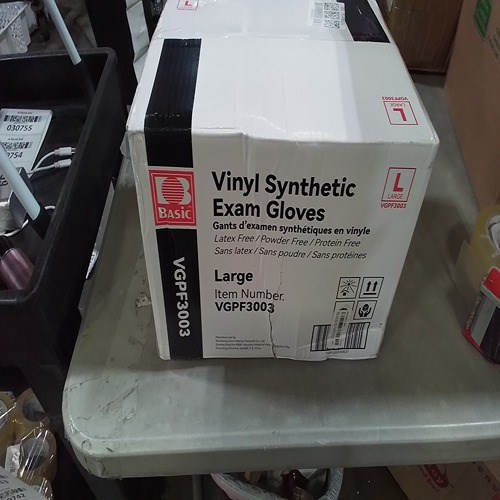 L
VGPF3003
LARGE
L
B
BASIC
VGPF3003
Vinyl Synthetic
Exam Gloves
Gants d'examen synthétiques en vinyle
Latex Free / Powder Free / Protein Free
Sans latex / Sans poudre / Sans protéines
Large
Item Number.
VGPF3003
L
LARGE
VGPF3003
030755